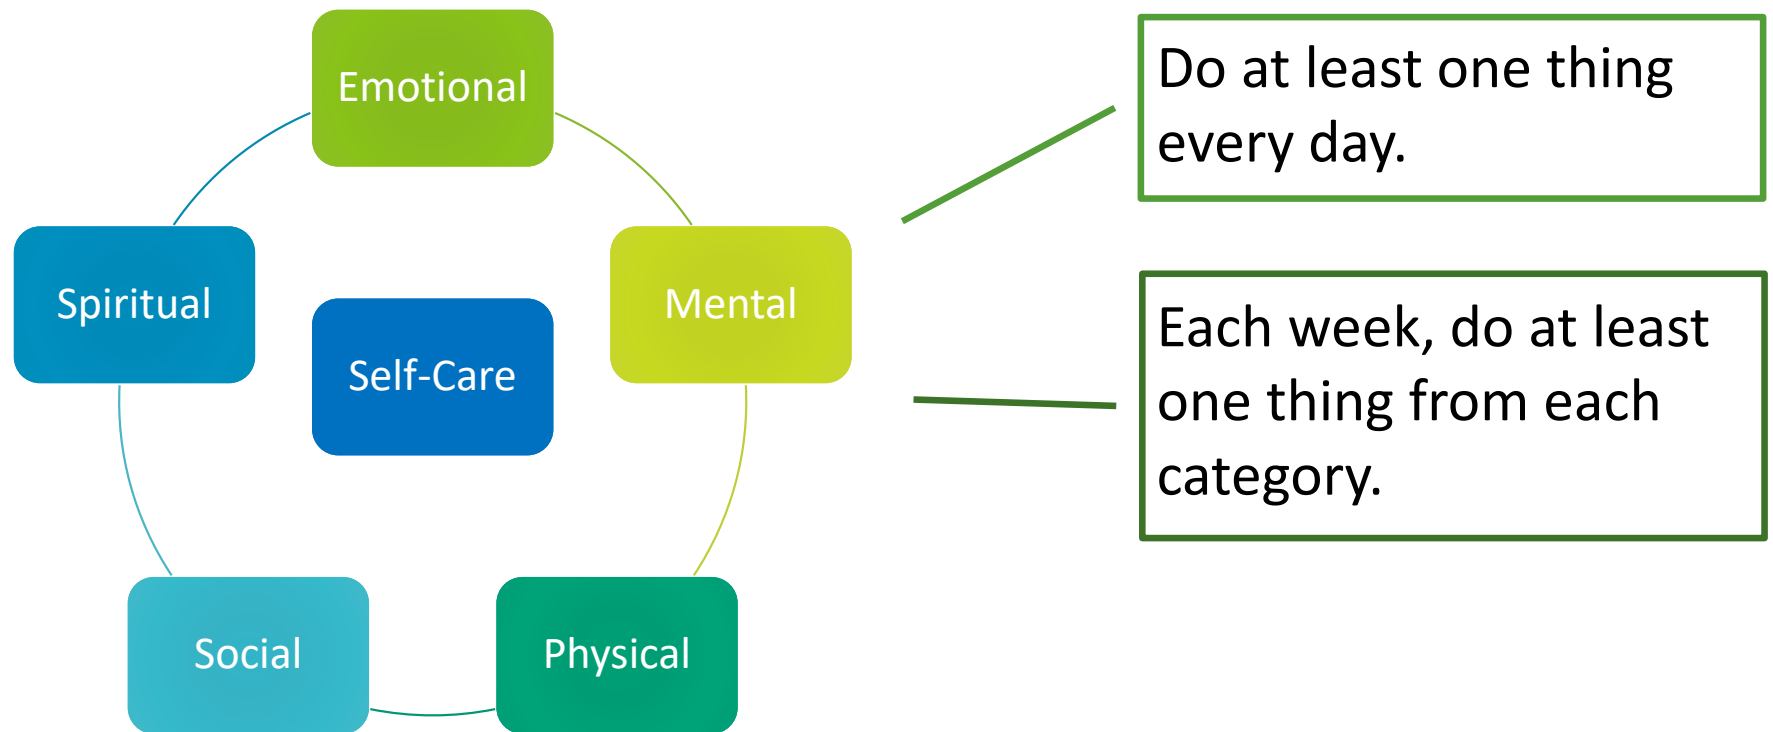 Emotional
Mental
Spiritual
Self-Care
Social
Physical
Do at least one thing
every day.
Each week, do at least
one thing from each
category.